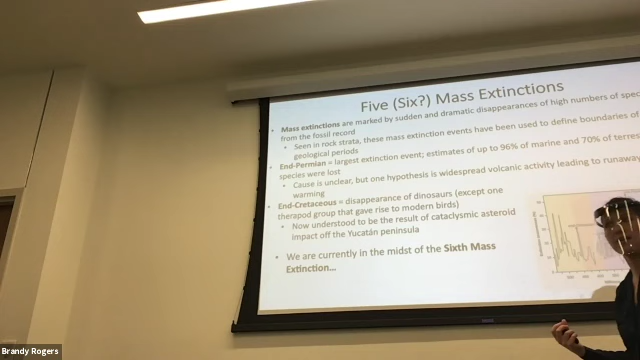 Five (Six?) Mass Extinctions
• Mass extinctions are marked by sudden and dramatic disappearances of high numbers of
from the fossil record
• Seen in rock strata, these mass extinction events have been used to define boundaries of
geological periods
• End-Permian = largest extinction event; estimates of up to 96% of marine and 70% of
species were lost
• Cause is unclear, but one hypothesis is widespread volcanic activity leading to runaway
warming
• End-Cretaceous = disappearance of dinosaurs (except one
therapod group that gave rise to modern birds)
• Now understood to be the result of cataclysmic asteroid
impact off the Yucatán peninsula
• We are currently in the midst of the Sixth Mass
Extinction...
Brandy Rogers